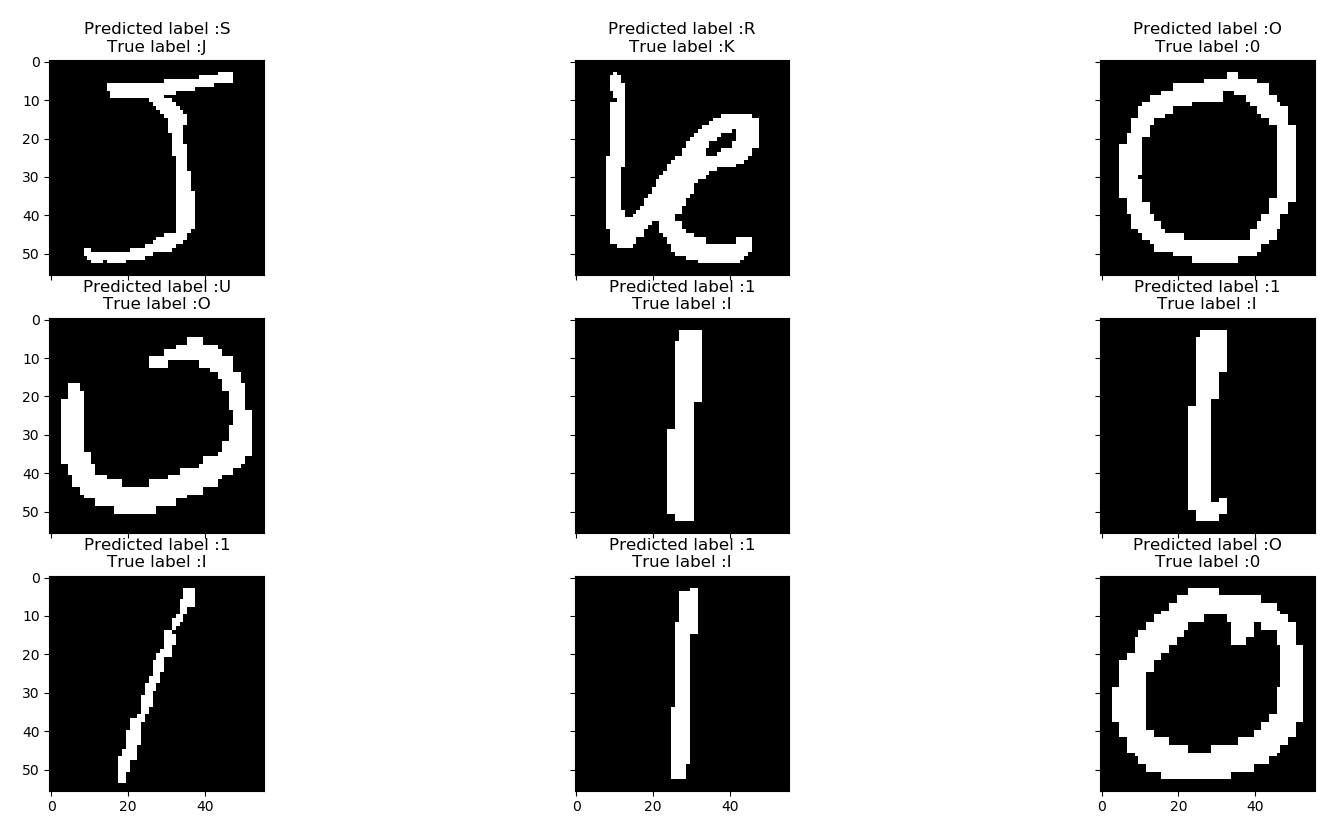 Predicted label :S
True label :J
Predicted label :R
True label :K
Predicted label :O
True label :0
0
10
20
30
40
50
J
k
O
Predicted label :U
True label :O
Predicted label :1
True label :I
Predicted label :1
True label :I
0
10
20
30
40
50
O
I
I
Predicted label :1
True label :I
Predicted label :1
True label :I
Predicted label :O
True label :0
0
10
20
30
40
50
I
I
0
0 20 40
0 20 40
0 20 40